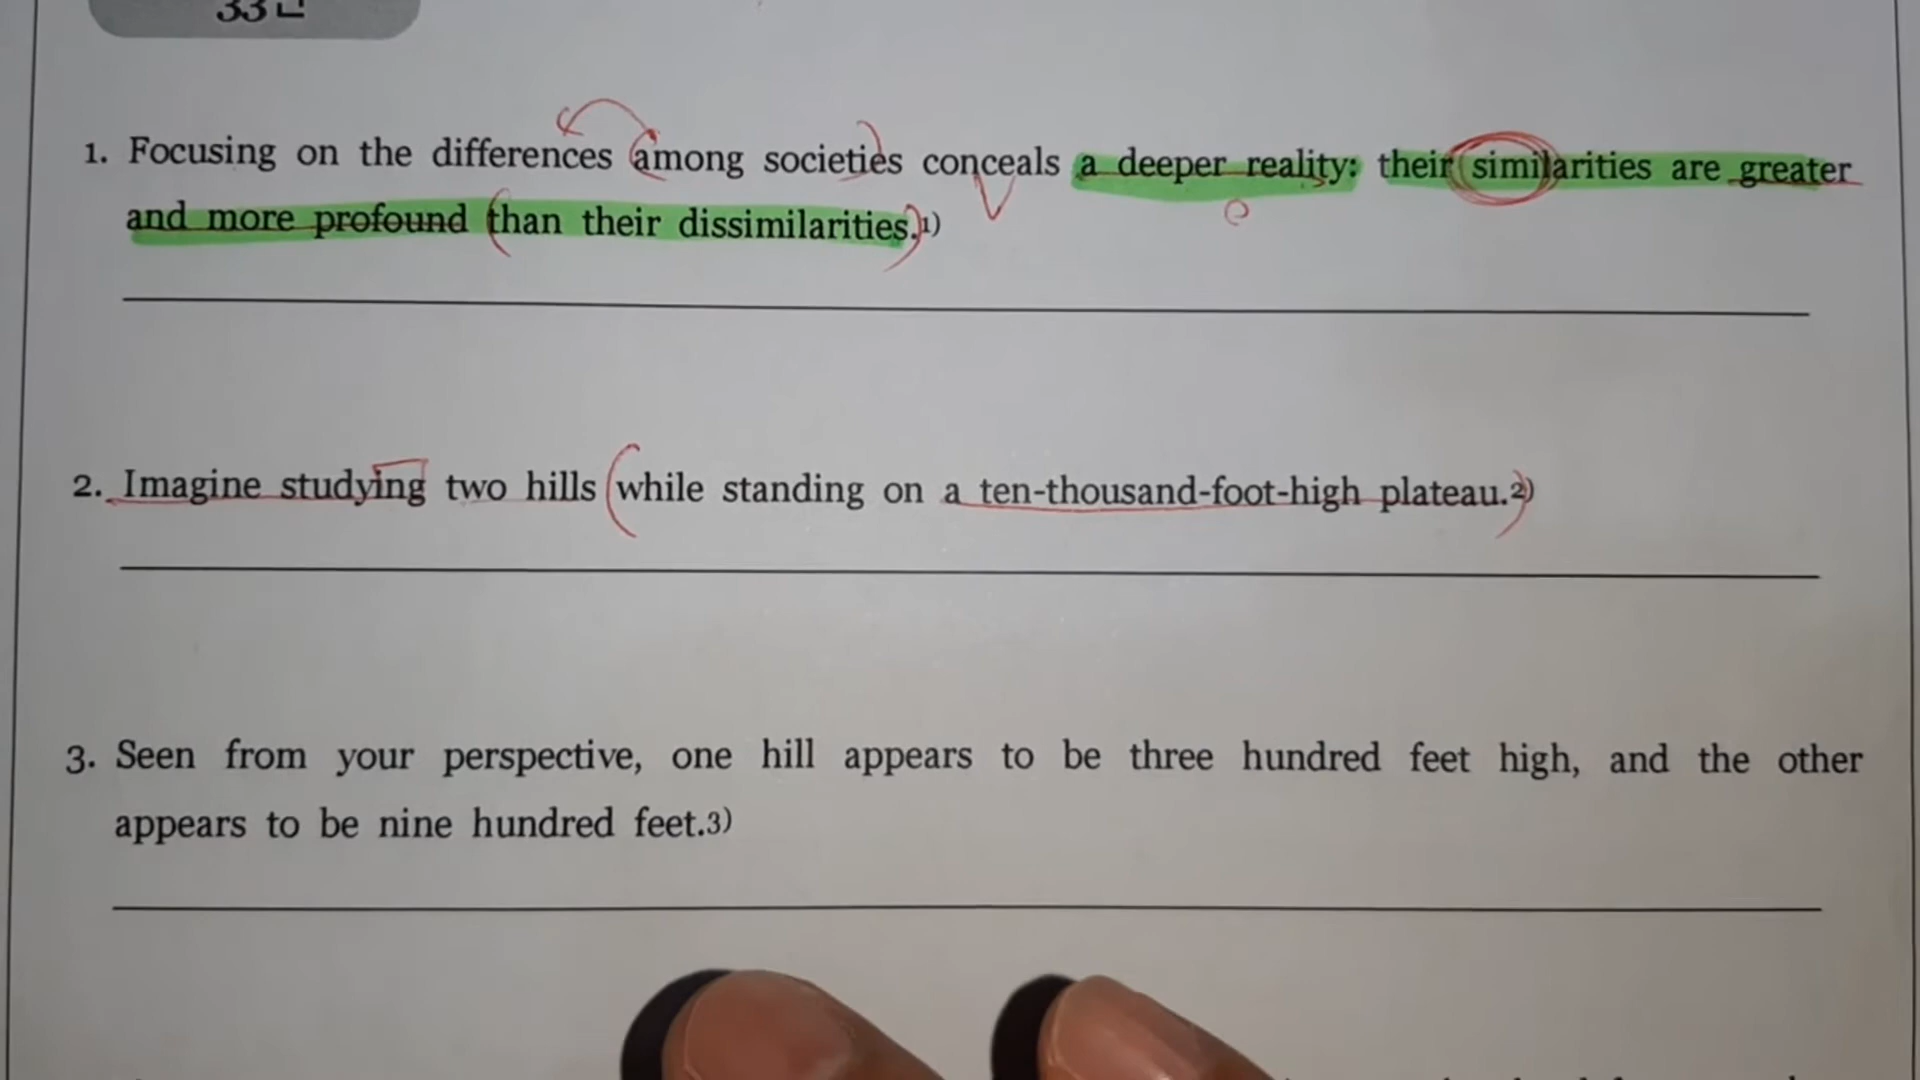 33번
1. Focusing on the differences among societies conceals a deeper reality: their similarities are greater
and more profound than their dissimilarities.1)
2. Imagine studying two hills while standing on a ten-thousand-foot-high plateau.2)
3. Seen from your perspective, one hill appears to be three hundred feet high, and the other
appears to be nine hundred feet.3)